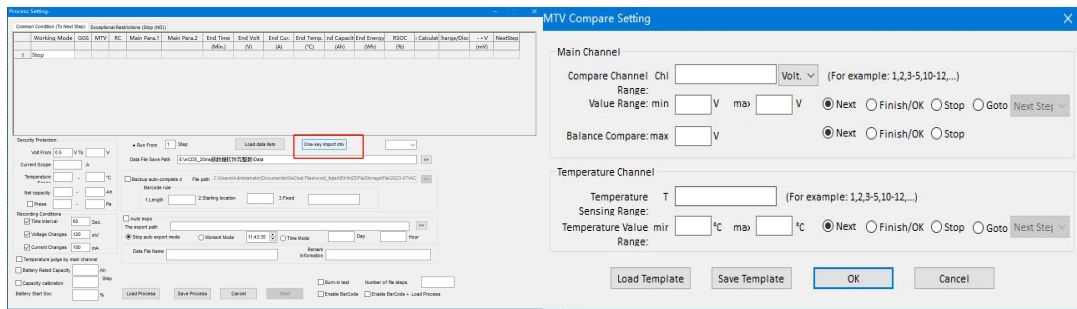 Process Setting-
Common Condition (To Next Step) Exceptional Restrictions (Stop (NG))
Working Mode GGS MTV RC Main Para.1 Main Para.2 End Time End Volt End Cur. End Temp. nd Capacit End Energy RSOC : Calculat :harge/Disc - -+V NextStep
(Min.) (V) (A) (°C) (Ah) (Wh) (%) (mV)
1 Stop
Security Protection
Volt From 0.5 V.To V
Current Scope A
Temperature - °C
Net capacity - Ah
Press - Pa
Recording Conditions
Time Interval 60 Sec.
Voltage Changes 120 mV
Current Changes 100 mA
Temperature judge by main channel
Battery Rated Capacity Ah
Capacity calibration Step
Battery Start Soc %
Run From 1 Step Load data item One-key import mtv
Data File Save Path >>
Backup auto-complete d File path
Barcode rule
1.Length 2.Starting location 3.Fixed
Auto expo
The export path >>
Stop auto export mode Moment Mode 11:43:35 Time Mode Day Hour
Data File Name Remark Information
Burn-in test Number of file steps
Load Process Save Process Cancel Start Enable BarCode Enable BarCode + Load Process
MTV Compare Setting
Main Channel
Compare Channel Chl Range: Volt. (For example: 1,2,3-5,10-12,...)
Value Range: min V max V Next Finish/OK Stop Goto Next Step
Balance Compare: max V Next Finish/OK Stop
Temperature Channel
Temperature T Sensing Range: (For example: 1,2,3-5,10-12,...)
Temperature Value mir Range: °C max °C Next Finish/OK Stop Goto Next Step
Load Template Save Template OK Cancel